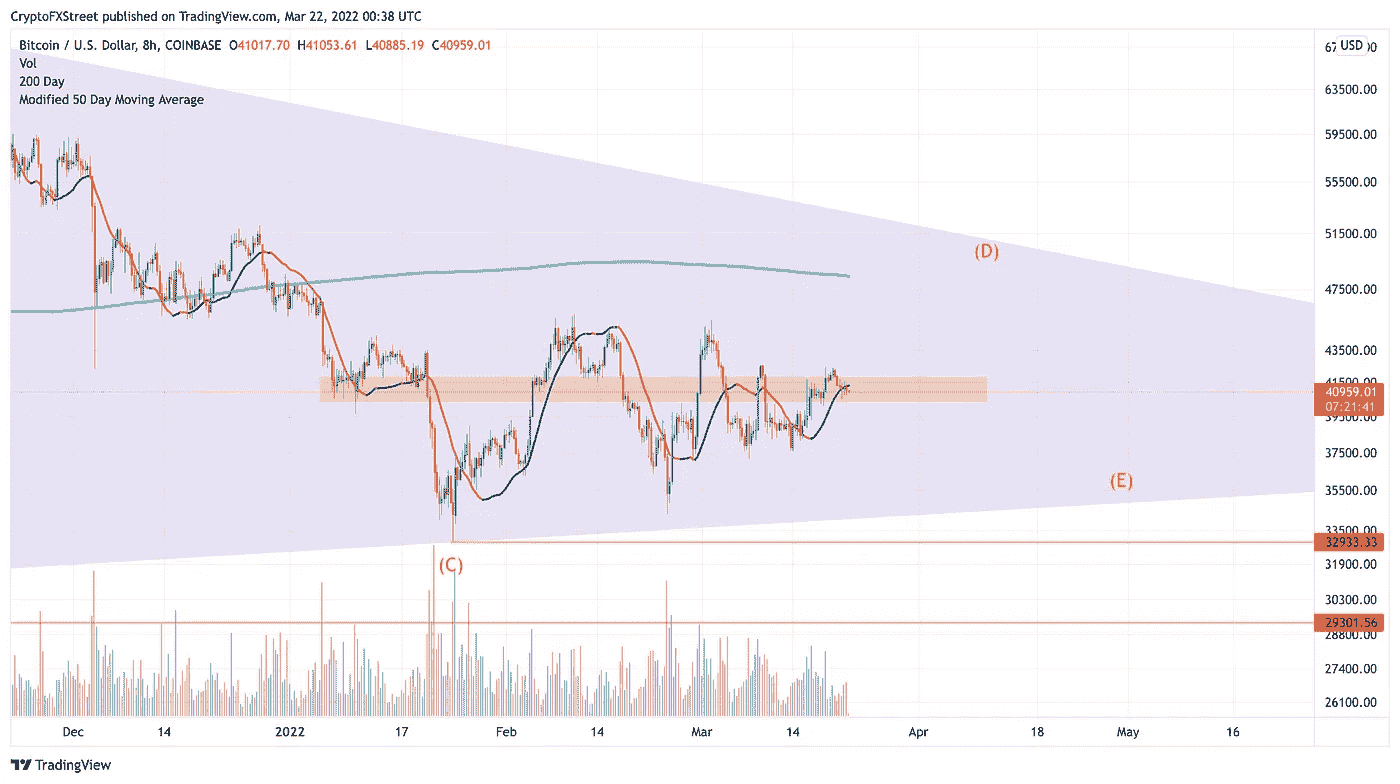 CryptoFXStreet published on TradingView.com, Mar 22, 2022 00:38 UTC
Bitcoin / U.S. Dollar, 8h, COINBASE O41017.70 H41053.61 L40885.19 C40959.01
Vol
200 Day
Modified 50 Day Moving Average
USD
63500.00
59500.00
55500.00
51500.00
(D)
47500.00
43500.00
41500.00
40959.01
07:21:41
39500.00
37500.00
(E)
35500.00
33500.00
32933.33
(C)
31900.00
30300.00
29301.56
28800.00
27400.00
26100.00
Dec 14 2022 17 Feb 14 Mar 14 Apr 18 May 16
TradingView